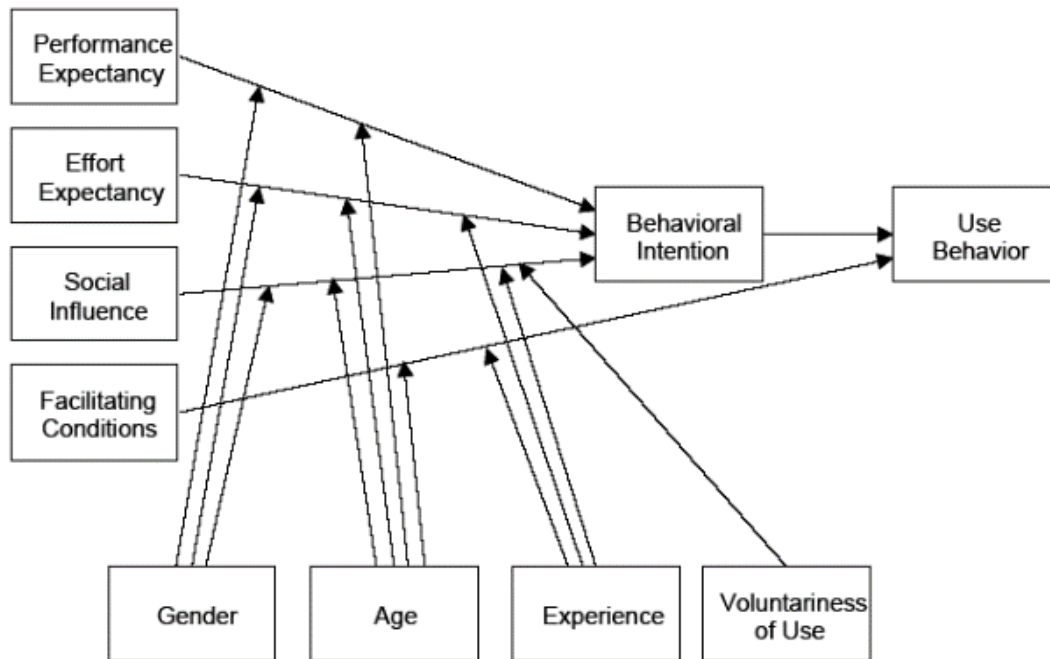 Performance
Expectancy
Effort
Expectancy
Social
Influence
Facilitating
Conditions
Behavioral
Intention
Use
Behavior
Gender
Age
Experience
Voluntariness
of Use